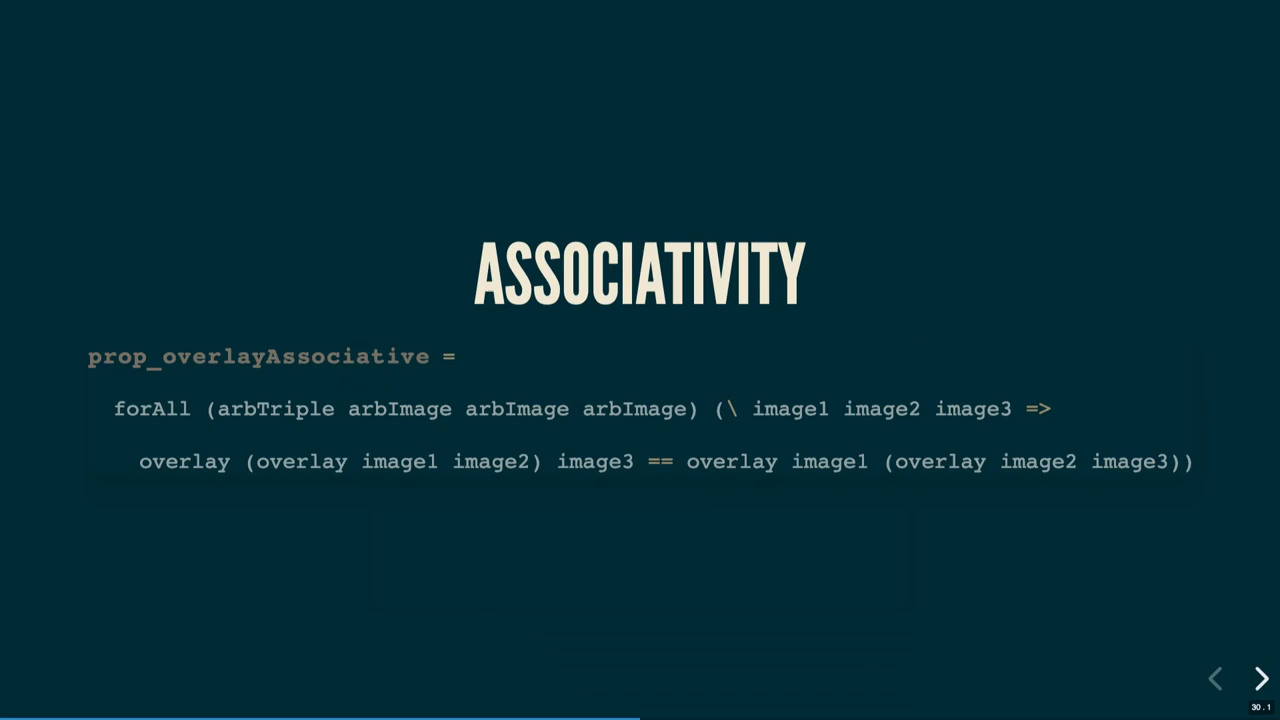 ASSOCIATIVITY
prop_overlayAssociative =
forAll (arbTriple arbImage arbImage arbImage) (\ image1 image2 image3 =>
overlay (overlay image1 image2) image3 == overlay image1 (overlay image2 image3))
30.1